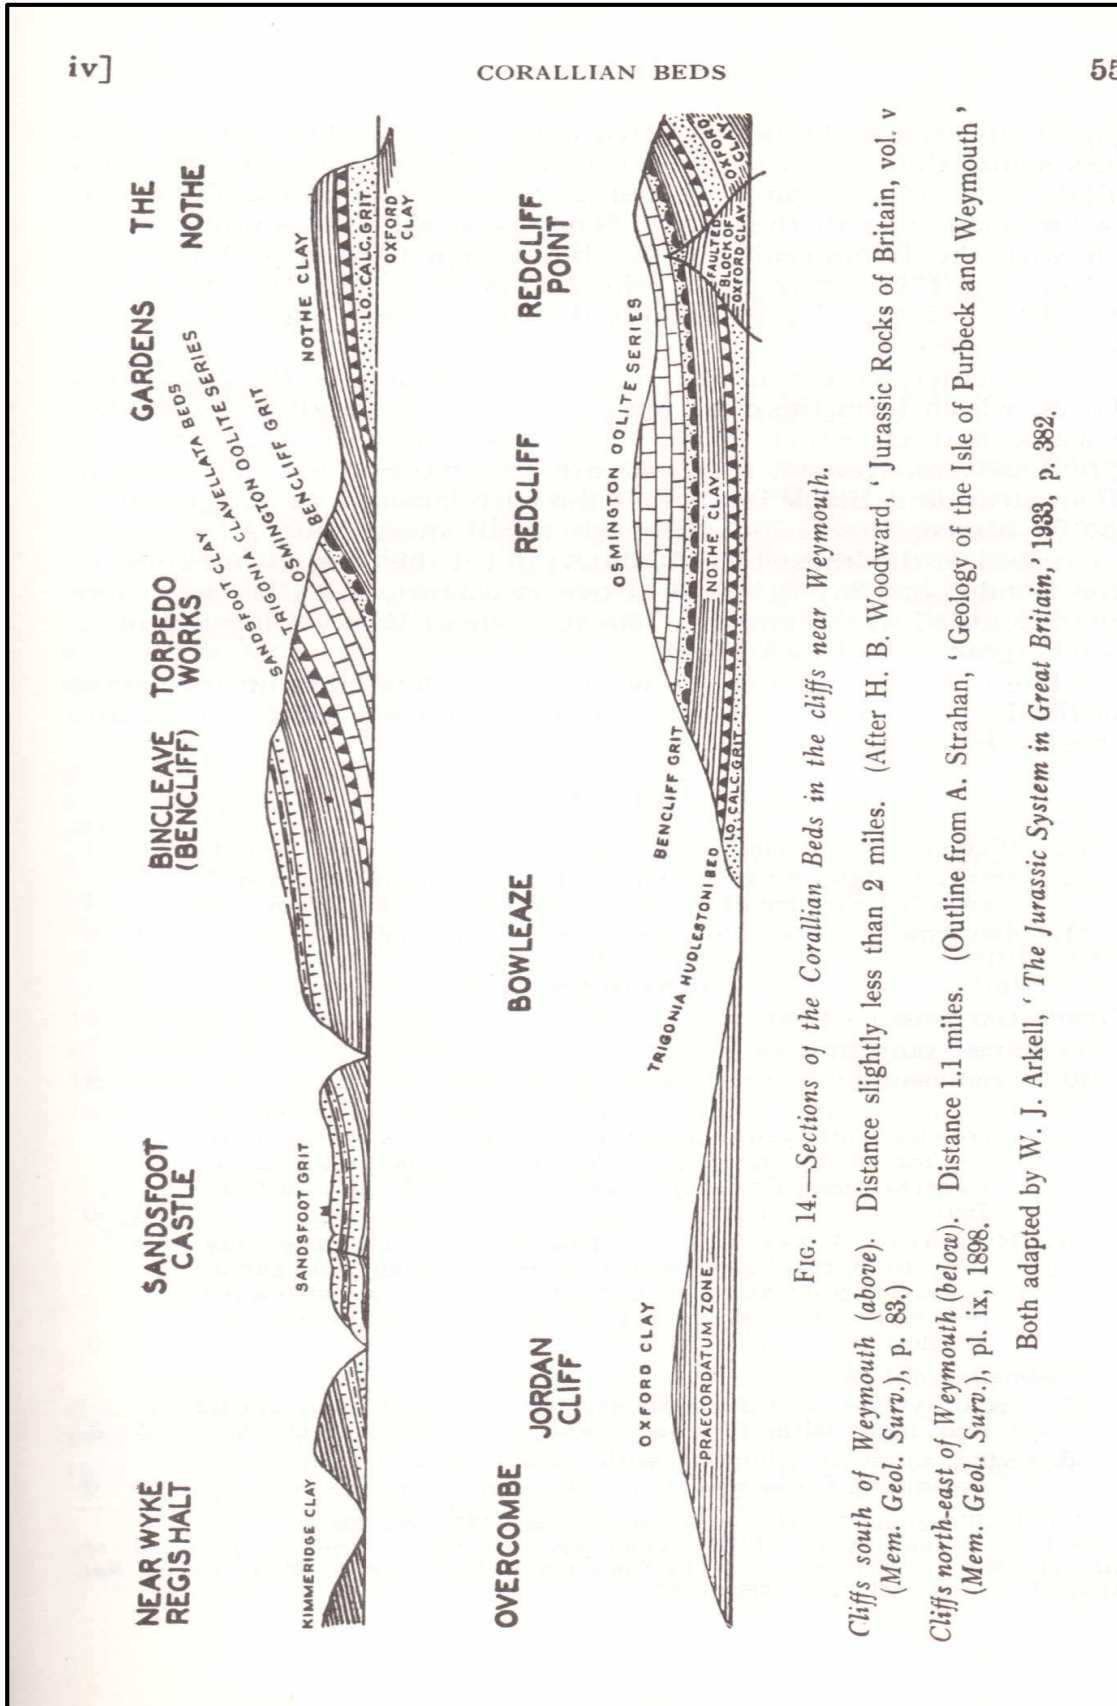 iv]
CORALLIAN BEDS
55
NEAR WYKE
REGIS HALT
SANDSFOOT
CASTLE
BINCLEAVE
(BENCLIFF)
TORPEDO
WORKS
GARDENS
THE
NOTHE
KIMMERIDGE CLAY
SANDSFOOT GRIT
SANDSFOOT CLAY
TRIGONIA CLAVELLATA BEDS
OSMINGTON OOLITE SERIES
BENCLIFF GRIT
NOTHE CLAY
LO. CALC. GRIT
OXFORD
CLAY
OVERCOMBE
JORDAN
CLIFF
BOWLEAZE
REDCLIFF
REDCLIFF
POINT
OXFORD CLAY
PRAECORDATUM ZONE
TRIGONIA HUDLESTONI BED
BENCLIFF GRIT
LO. CALC. GRIT
OSMINGTON OOLITE SERIES
NOTHE CLAY
FAULTED
BLOCK OF
OXFORD CLAY
OXFORD
CLAY
FIG. 14.—Sections of the Corallian Beds in the cliffs near Weymouth.
Cliffs south of Weymouth (above). Distance slightly less than 2 miles. (After H. B. Woodward, ‘ Jurassic Rocks of Britain, vol. v
(Mem. Geol. Surv.), p. 83.)
Cliffs north-east of Weymouth (below). Distance 1.1 miles. (Outline from A. Strahan, ‘ Geology of the Isle of Purbeck and Weymouth ’
(Mem. Geol. Surv.), pl. ix, 1898.
Both adapted by W. J. Arkell, ‘ The Jurassic System in Great Britain, 1933, p. 382.